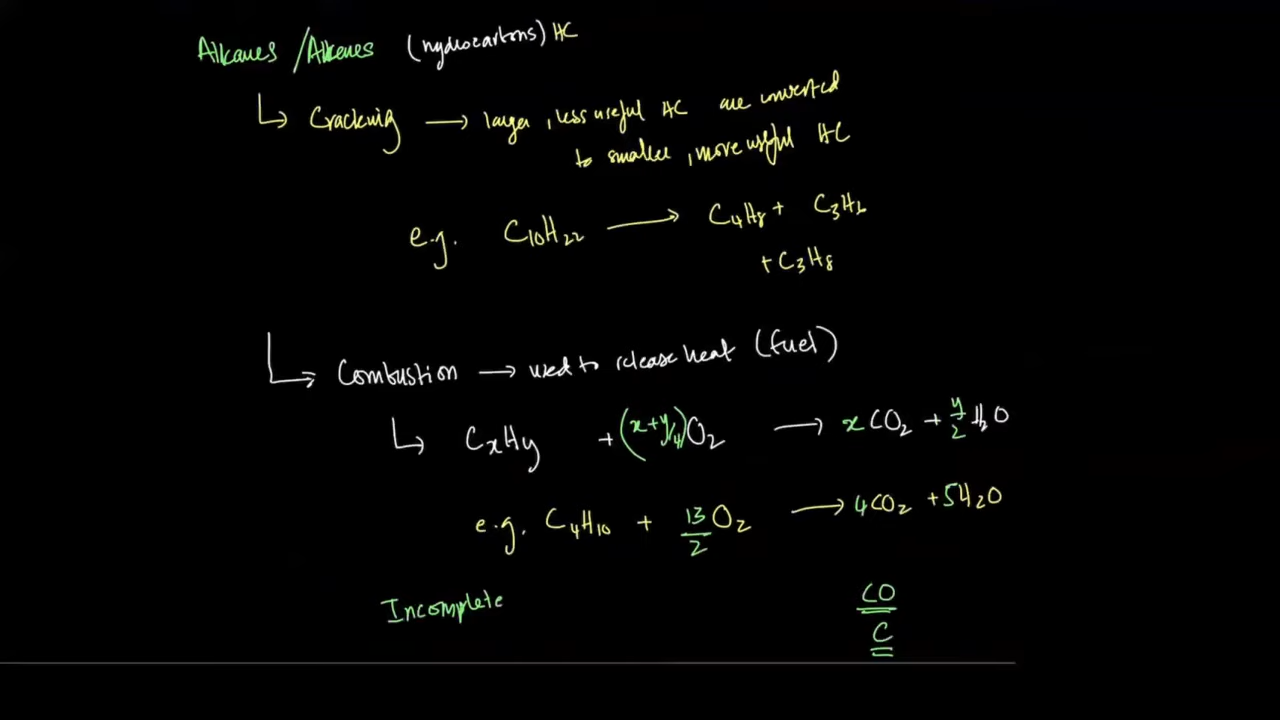 Alkanes / Alkenes (hydrocarbons) HC
↳ Cracking → larger, less useful HC are converted
to smaller, more useful HC
e.g. C₁₀H₂₂ → C₄H₈ + C₃H₆
+ C₃H₈
↳ Combustion → used to release heat (fuel)
↳ CxHy + (x+y/4)O₂ → xCO₂ + y/2 H₂O
e.g. C₄H₁₀ + 13/2 O₂ → 4CO₂ + 5H₂O
Incomplete CO
C